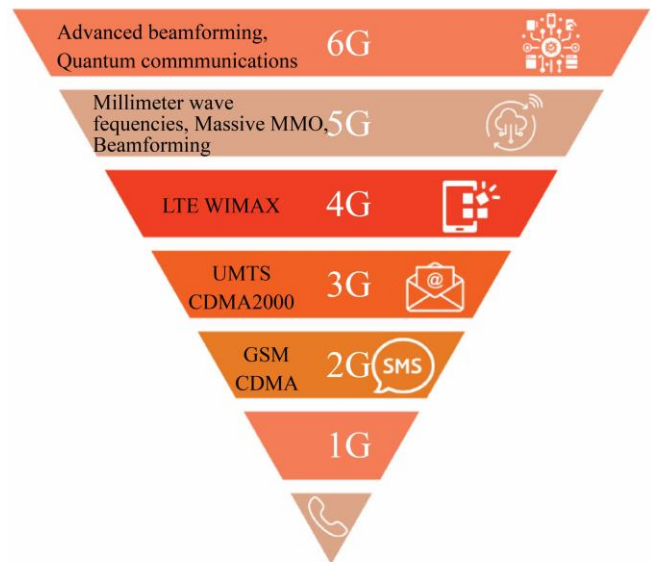 Advanced beamforming,
Quantum commmunications
6G
Millimeter wave
fequencies, Massive MMO,
Beamforming
5G
LTE WIMAX
4G
UMTS
CDMA2000
3G
@
GSM
CDMA
2G
SMS
1G